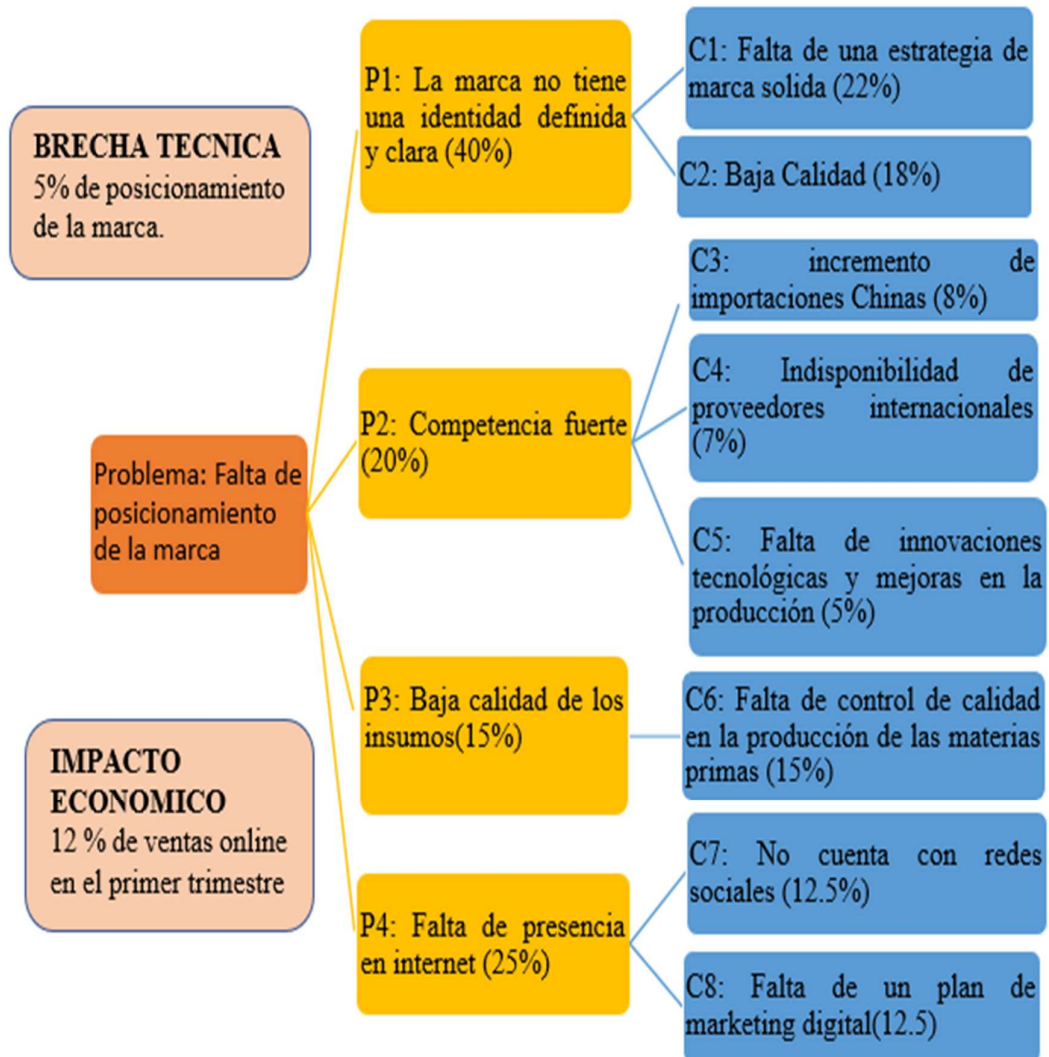 BRECHA TECNICA
5% de posicionamiento
de la marca.
Problema: Falta de
posicionamiento
de la marca
IMPACTO
ECONOMICO
12 % de ventas online
en el primer trimestre
P1: La marca no tiene
una identidad definida
y clara (40%)
C1: Falta de una estrategia de
marca solida (22%)
C2: Baja Calidad (18%)
P2: Competencia fuerte
(20%)
C3: incremento de
importaciones Chinas (8%)
C4: Indisponibilidad de
proveedores internacionales
(7%)
C5: Falta de innovaciones
tecnológicas y mejoras en la
producción (5%)
P3: Baja calidad de los
insumos(15%)
C6: Falta de control de calidad
en la producción de las materias
primas (15%)
P4: Falta de presencia
en internet (25%)
C7: No cuenta con redes
sociales (12.5%)
C8: Falta de un plan de
marketing digital(12.5)